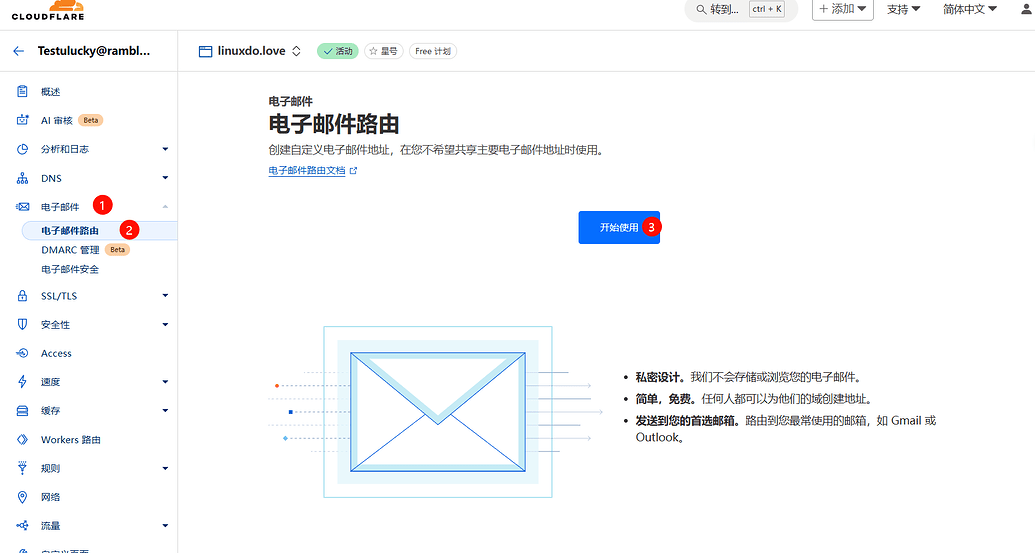 CLOUDFLARE
转到...
ctrl + K
+ 添加
支持
简体中文
Testulucky@rambl...
linuxdo.love
活动
星号
Free 计划
概述
AI 审核 Beta
分析和日志
DNS
电子邮件 1
电子邮件路由 2
DMARC 管理 Beta
电子邮件安全
SSL/TLS
安全性
Access
速度
缓存
Workers 路由
规则
网络
流量
自定义页面
电子邮件
电子邮件路由
创建自定义电子邮件地址，在您不希望共享主要电子邮件地址时使用。
电子邮件路由文档
开始使用 3
• 私密设计。我们不会存储或浏览您的电子邮件。
• 简单，免费。任何人都可以为他们的域创建地址。
• 发送到您的首选邮箱。路由到您最常使用的邮箱，如 Gmail 或
Outlook。